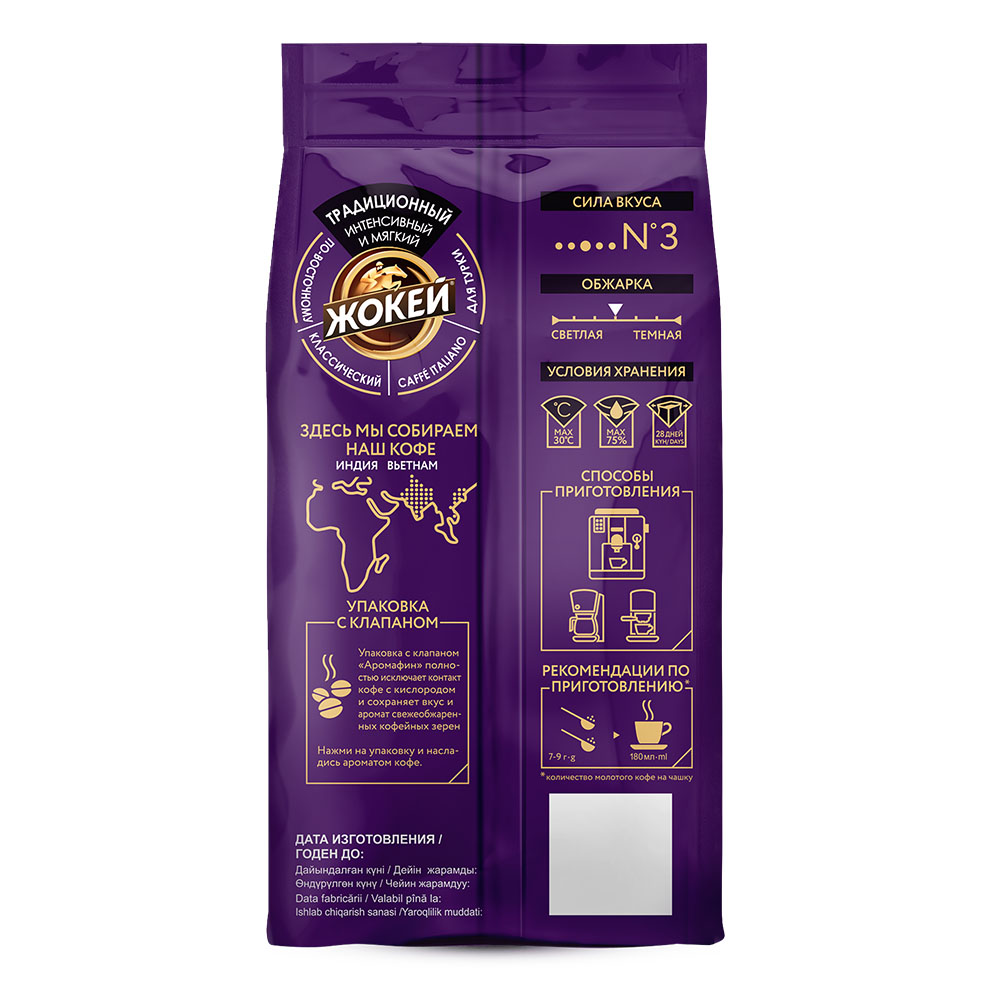 ТРАДИЦИОННЫЙ
ИНТЕНСИВНЫЙ
И МЯГКИЙ
ПО-ВОСТОЧНОМУ
ДЛЯ ТУРКИ
ЖОКЕЙ
КЛАССИЧЕСКИЙ
CAFFÉ ITALIANO
ЗДЕСЬ МЫ СОБИРАЕМ
НАШ КОФЕ
ИНДИЯ ВЬЕТНАМ
УПАКОВКА
С КЛАПАНОМ
Упаковка с клапаном
«Аромафин» полно-
стью исключает контакт
кофе с кислородом
и сохраняет вкус и
аромат свежеобжарен-
ных кофейных зерен
Нажми на упаковку и насла-
дись ароматом кофе.
ДАТА ИЗГОТОВЛЕНИЯ /
ГОДЕН ДО:
Дайындалған күні / Дейін жарамды:
Өндүрүлгөн күнү / Чейин жарамдуу:
Data fabricării / Valabil pînă la:
Ishlab chiqarish sanasi /Yaroqlilik muddati:
СИЛА ВКУСА
N°3
ОБЖАРКА
СВЕТЛАЯ ТЕМНАЯ
УСЛОВИЯ ХРАНЕНИЯ
°C
MAX
30°C
MAX
75%
28 ДНЕЙ
КҮН/ DAYS
СПОСОБЫ
ПРИГОТОВЛЕНИЯ
РЕКОМЕНДАЦИИ ПО
ПРИГОТОВЛЕНИЮ*
7-9 г·g 180 мл·ml
*количество молотого кофе на чашку